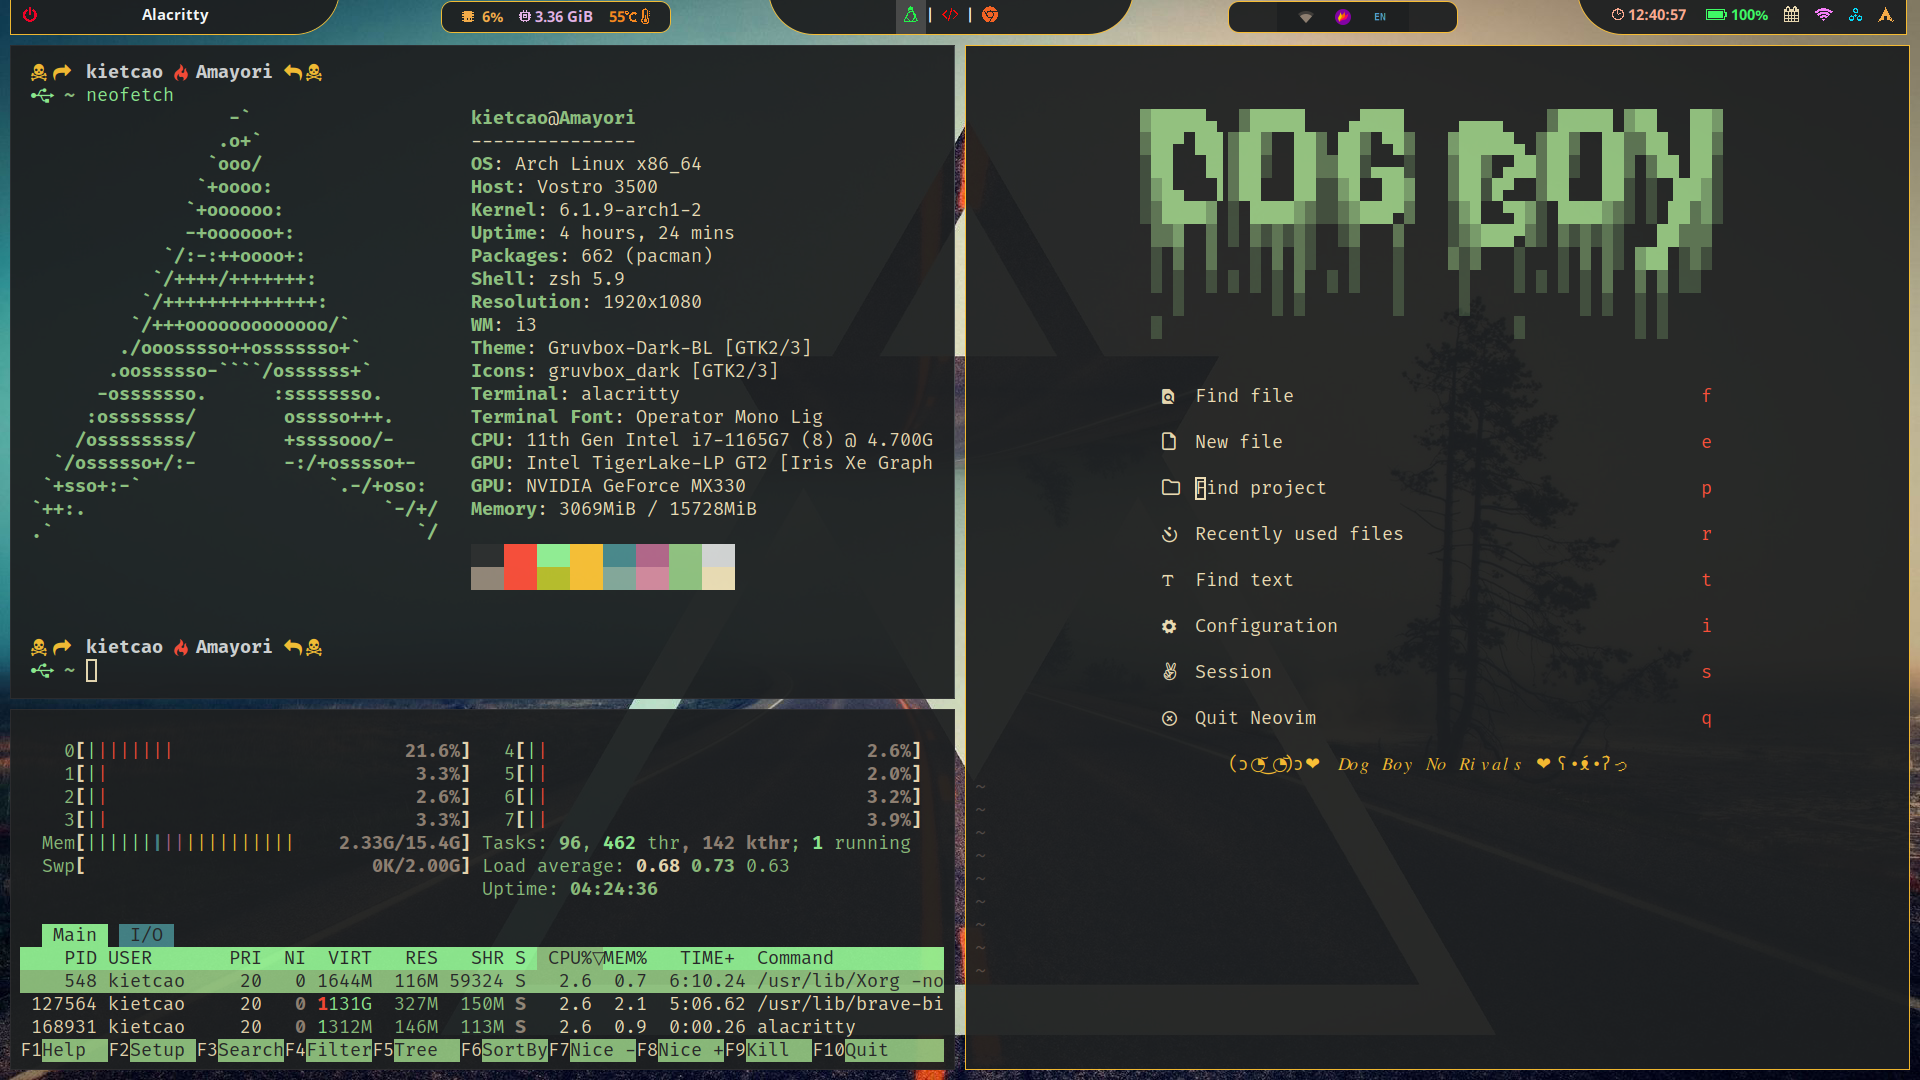 Alacritty
6% 3.36 GiB 55°C
| </> |
EN
12:40:57 100%
kietcao Amayori
~ neofetch
kietcao@Amayori
---------------
OS: Arch Linux x86_64
Host: Vostro 3500
Kernel: 6.1.9-arch1-2
Uptime: 4 hours, 24 mins
Packages: 662 (pacman)
Shell: zsh 5.9
Resolution: 1920x1080
WM: i3
Theme: Gruvbox-Dark-BL [GTK2/3]
Icons: gruvbox_dark [GTK2/3]
Terminal: alacritty
Terminal Font: Operator Mono Lig
CPU: 11th Gen Intel i7-1165G7 (8) @ 4.700G
GPU: Intel TigerLake-LP GT2 [Iris Xe Graph
GPU: NVIDIA GeForce MX330
Memory: 3069MiB / 15728MiB
kietcao Amayori
~
0[||||||||21.6%] 4[||2.6%]
1[||3.3%] 5[||2.0%]
2[||2.6%] 6[||3.2%]
3[||3.3%] 7[||3.9%]
Mem[|||||||||||||||||||2.33G/15.4G] Tasks: 96, 462 thr, 142 kthr; 1 running
Swp[0K/2.00G] Load average: 0.68 0.73 0.63
Uptime: 04:24:36
Main I/O
PID USER PRI NI VIRT RES SHR S CPU%▽MEM% TIME+ Command
548 kietcao 20 0 1644M 116M 59324 S 2.6 0.7 6:10.24 /usr/lib/Xorg -no
127564 kietcao 20 0 1131G 327M 150M S 2.6 2.1 5:06.62 /usr/lib/brave-bi
168931 kietcao 20 0 1312M 146M 113M S 2.6 0.9 0:00.26 alacritty
F1Help F2Setup F3SearchF4FilterF5Tree F6SortByF7Nice -F8Nice +F9Kill F10Quit
DOG BOY
Find file f
New file e
Find project p
Recently used files r
Find text t
Configuration i
Session s
Quit Neovim q
Dog Boy No Rivals
~
~
~
~
~
~
~
~
~